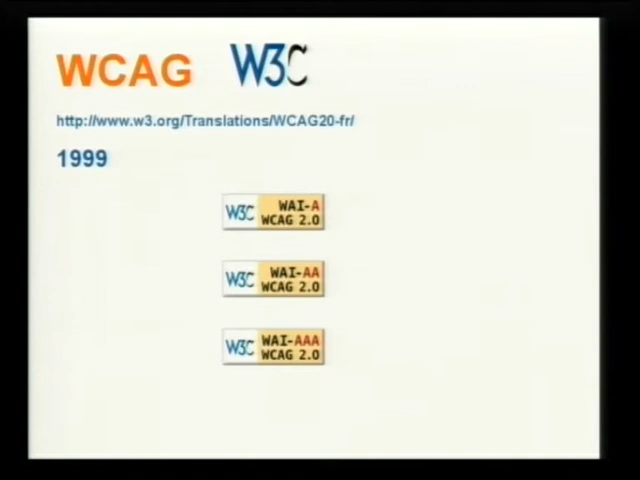 WCAG W3C
http://www.w3.org/Translations/WCAG20-fr/
1999
W3C WAI-A
WCAG 2.0
W3C WAI-AA
WCAG 2.0
W3C WAI-AAA
WCAG 2.0